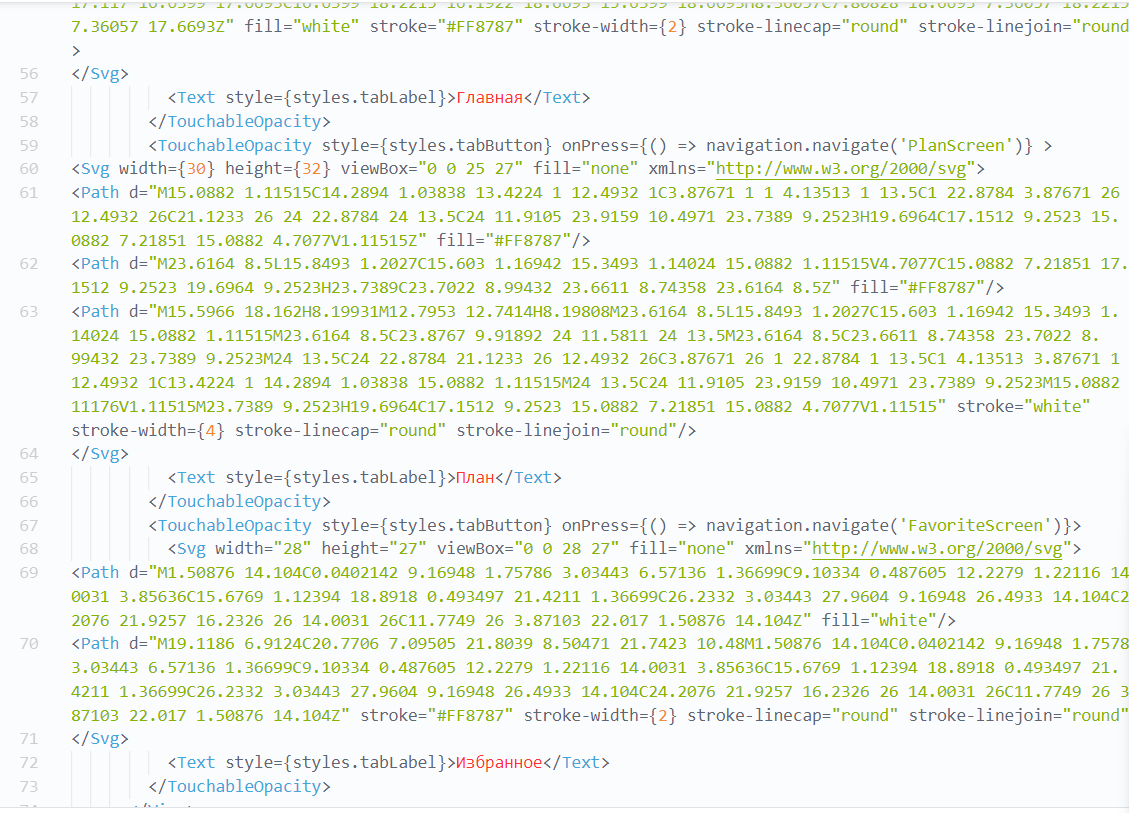 7.36057 17.6693Z" fill="white" stroke="#FF8787" stroke-width={2} stroke-linecap="round" stroke-linejoin="round
>
56 </Svg>
57 <Text style={styles.tabLabel}>Главная</Text>
58 </TouchableOpacity>
59 <TouchableOpacity style={styles.tabButton} onPress={() => navigation.navigate('PlanScreen')} >
60 <Svg width={30} height={32} viewBox="0 0 25 27" fill="none" xmlns="http://www.w3.org/2000/svg">
61 <Path d="M15.0882 1.11515C14.2894 1.03838 13.4224 1 12.4932 1C3.87671 1 1 4.13513 1 13.5C1 22.8784 3.87671 26
12.4932 26C21.1233 26 24 22.8784 24 13.5C24 11.9105 23.9159 10.4971 23.7389 9.2523H19.6964C17.1512 9.2523 15.
0882 7.21851 15.0882 4.7077V1.11515Z" fill="#FF8787"/>
62 <Path d="M23.6164 8.5L15.8493 1.2027C15.603 1.16942 15.3493 1.14024 15.0882 1.11515V4.7077C15.0882 7.21851 17.
1512 9.2523 19.6964 9.2523H23.7389C23.7022 8.99432 23.6611 8.74358 23.6164 8.5Z" fill="#FF8787"/>
63 <Path d="M15.5966 18.162H8.19931M12.7953 12.7414H8.19808M23.6164 8.5L15.8493 1.2027C15.603 1.16942 15.3493 1.
14024 15.0882 1.11515M23.6164 8.5C23.8767 9.91892 24 11.5811 24 13.5M23.6164 8.5C23.6611 8.74358 23.7022 8.
99432 23.7389 9.2523M24 13.5C24 22.8784 21.1233 26 12.4932 26C3.87671 26 1 22.8784 1 13.5C1 4.13513 3.87671 1
12.4932 1C13.4224 1 14.2894 1.03838 15.0882 1.11515M24 13.5C24 11.9105 23.9159 10.4971 23.7389 9.2523M15.0882
11176V1.11515M23.7389 9.2523H19.6964C17.1512 9.2523 15.0882 7.21851 15.0882 4.7077V1.11515" stroke="white"
stroke-width={4} stroke-linecap="round" stroke-linejoin="round"/>
64 </Svg>
65 <Text style={styles.tabLabel}>План</Text>
66 </TouchableOpacity>
67 <TouchableOpacity style={styles.tabButton} onPress={() => navigation.navigate('FavoriteScreen')}>
68 <Svg width="28" height="27" viewBox="0 0 28 27" fill="none" xmlns="http://www.w3.org/2000/svg">
69 <Path d="M1.50876 14.104C0.0402142 9.16948 1.75786 3.03443 6.57136 1.36699C9.10334 0.487605 12.2279 1.22116 14
0031 3.85636C15.6769 1.12394 18.8918 0.493497 21.4211 1.36699C26.2332 3.03443 27.9604 9.16948 26.4933 14.104C2
2076 21.9257 16.2326 26 14.0031 26C11.7749 26 3.87103 22.017 1.50876 14.104Z" fill="white"/>
70 <Path d="M19.1186 6.9124C20.7706 7.09505 21.8039 8.50471 21.7423 10.48M1.50876 14.104C0.0402142 9.16948 1.7578
3.03443 6.57136 1.36699C9.10334 0.487605 12.2279 1.22116 14.0031 3.85636C15.6769 1.12394 18.8918 0.493497 21.
4211 1.36699C26.2332 3.03443 27.9604 9.16948 26.4933 14.104C24.2076 21.9257 16.2326 26 14.0031 26C11.7749 26 3
87103 22.017 1.50876 14.104Z" stroke="#FF8787" stroke-width={2} stroke-linecap="round" stroke-linejoin="round"
71 </Svg>
72 <Text style={styles.tabLabel}>Избранное</Text>
73 </TouchableOpacity>